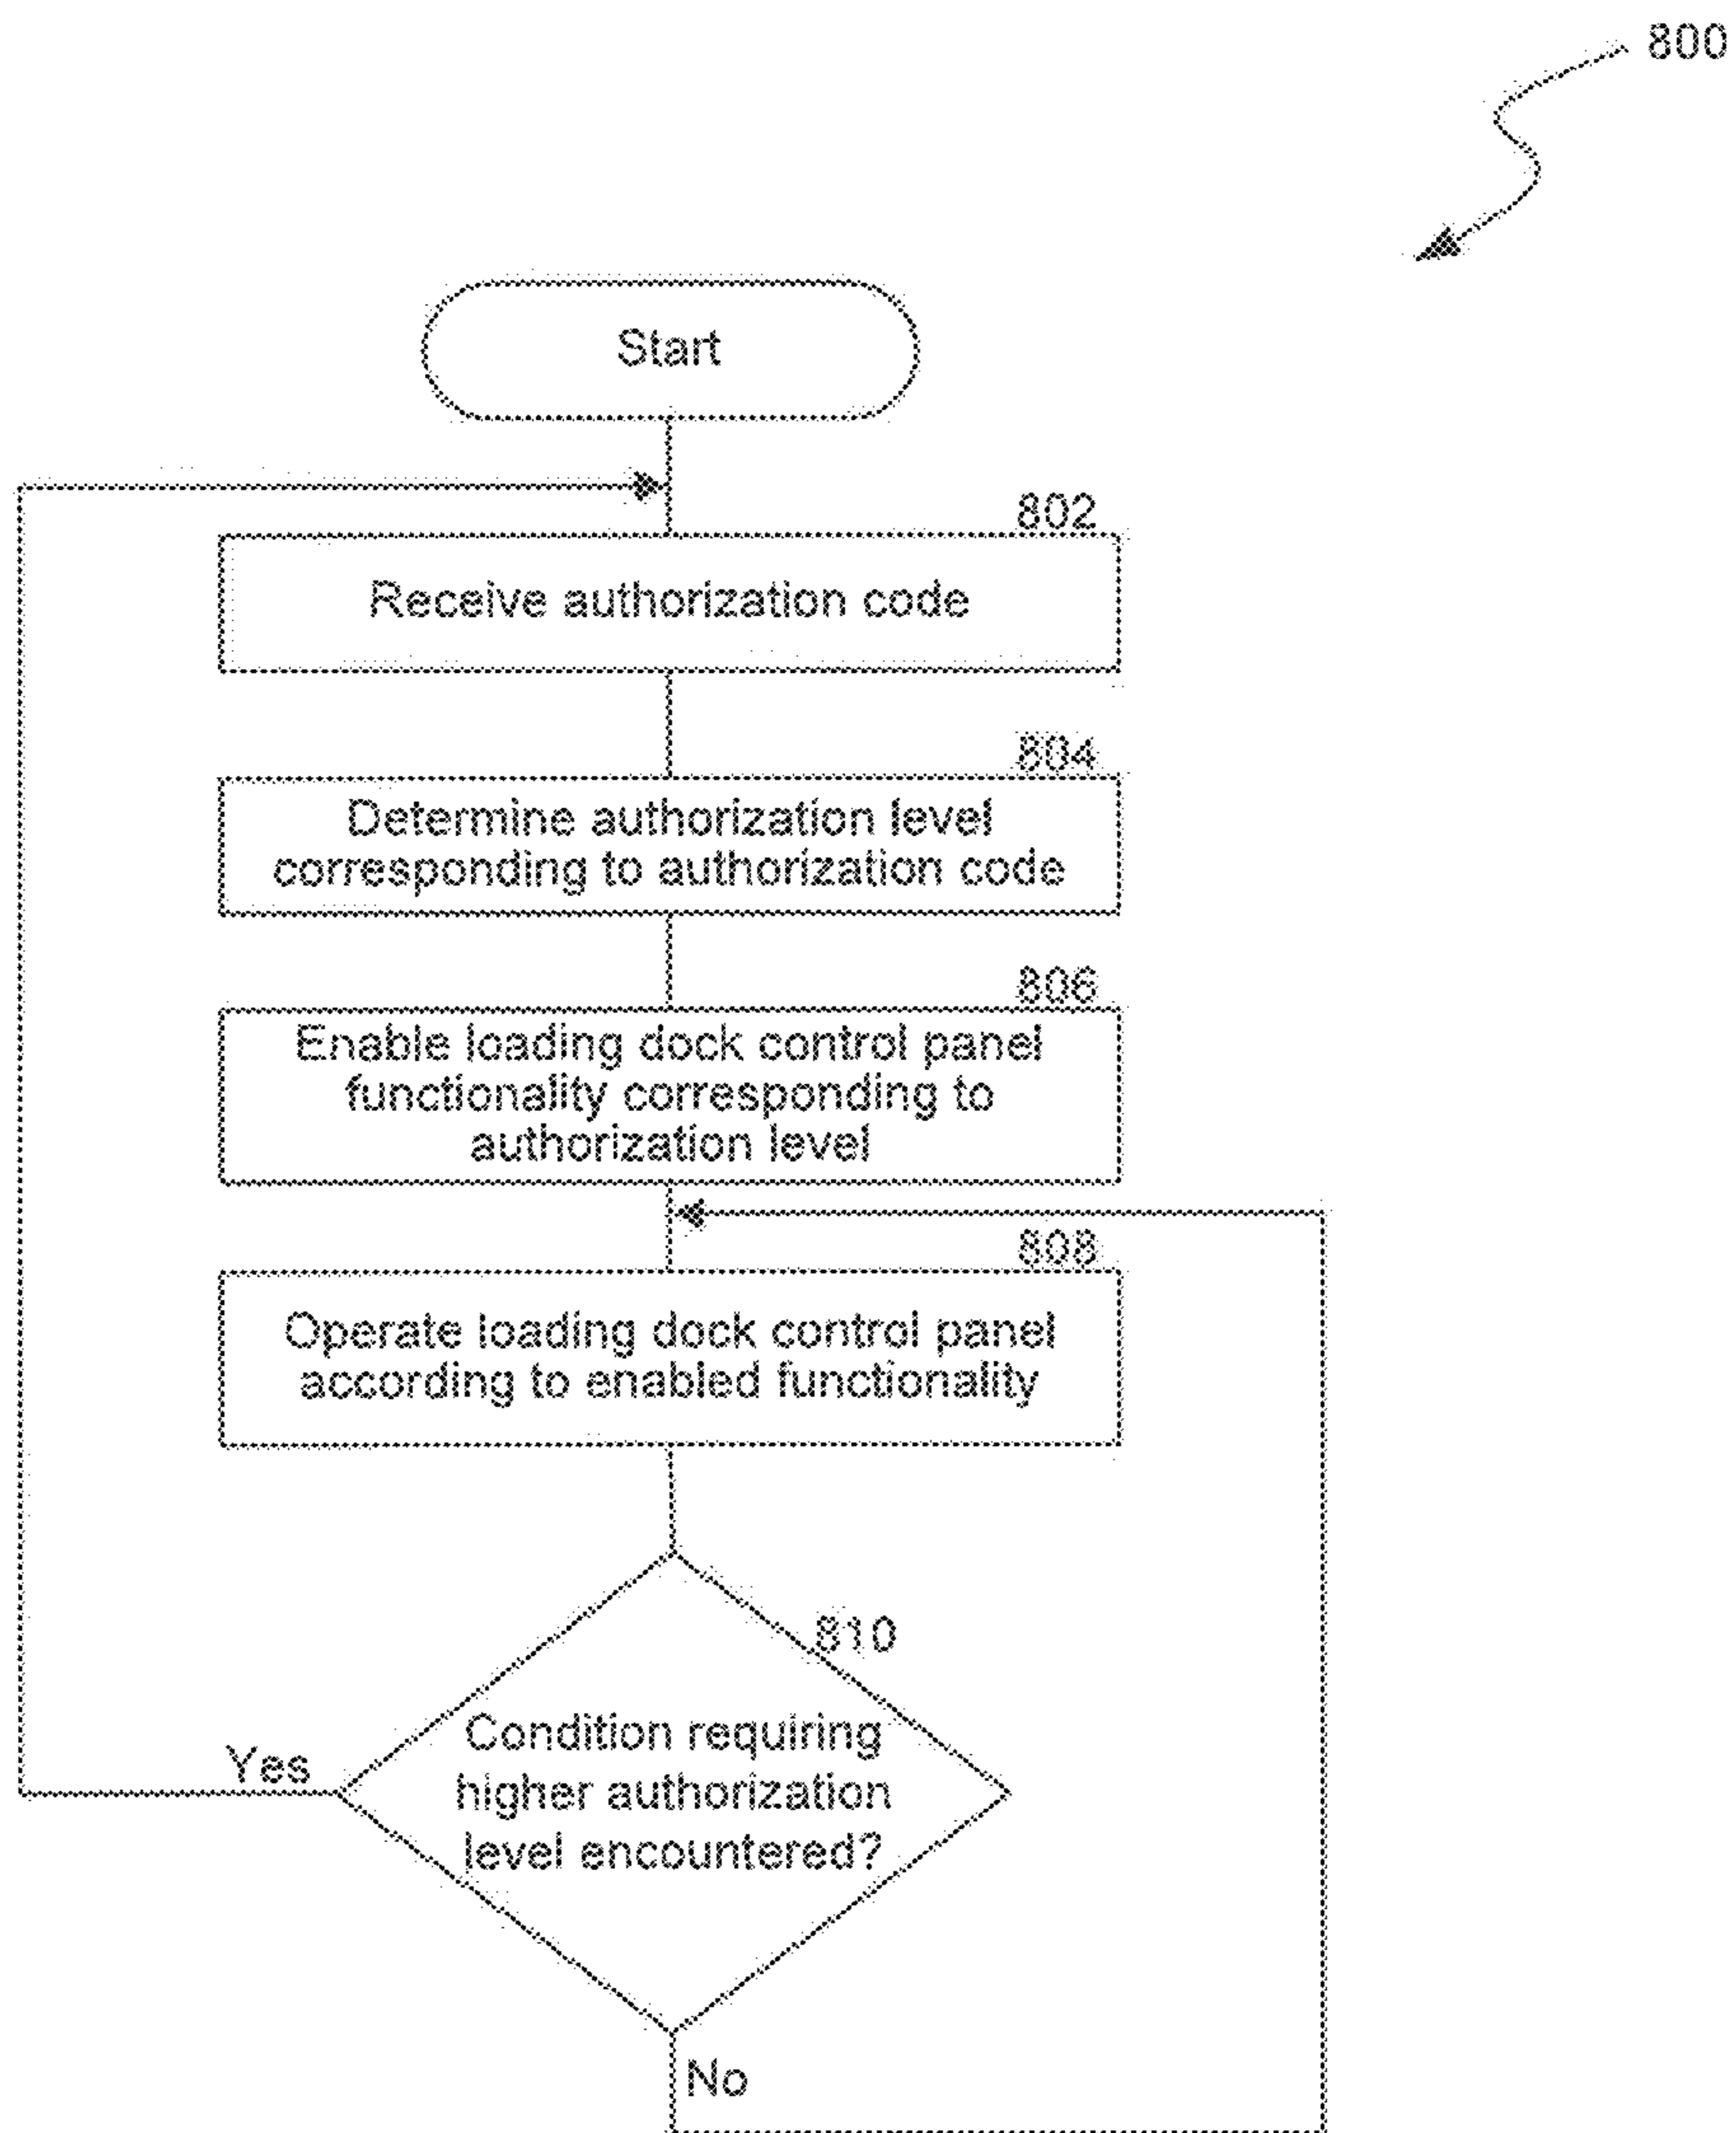 800
Start
802
Receive authorization code
804
Determine authorization level
corresponding to authorization code
806
Enable loading dock control panel
functionality corresponding to
authorization level
808
Operate loading dock control panel
according to enabled functionality
810
Condition requiring
higher authorization
level encountered?
Yes
No